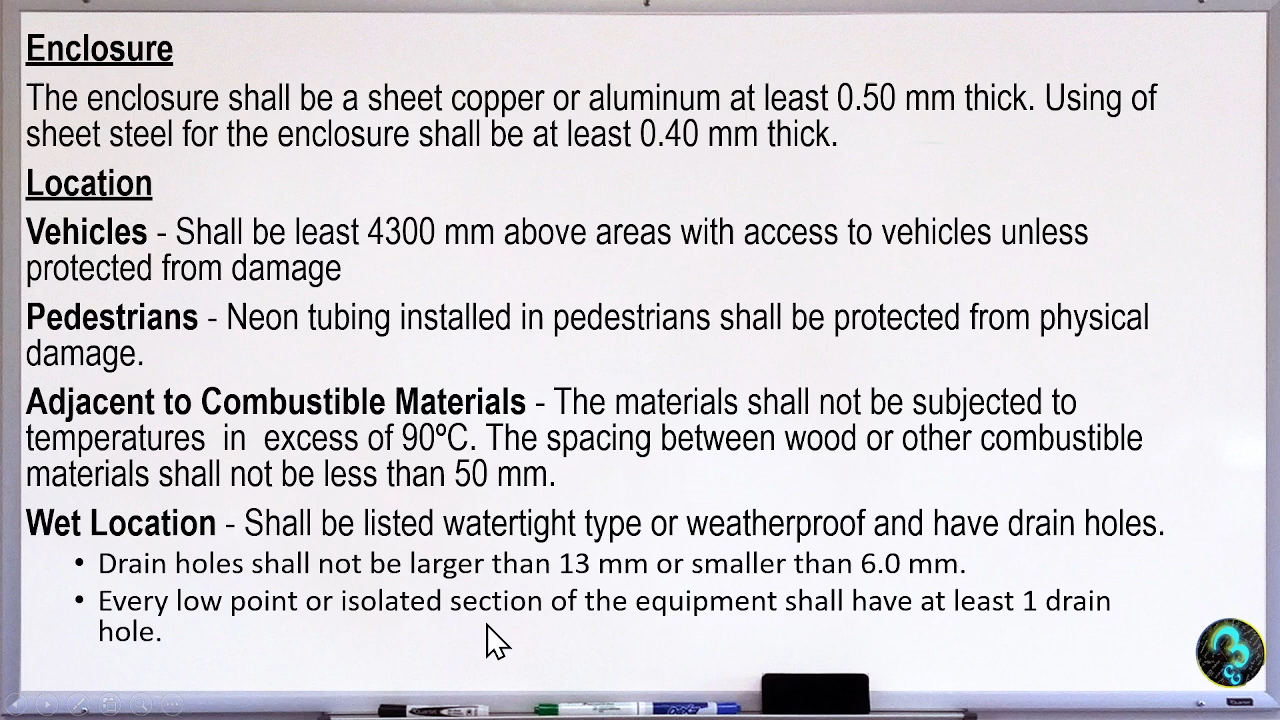 Enclosure
The enclosure shall be a sheet copper or aluminum at least 0.50 mm thick. Using of
sheet steel for the enclosure shall be at least 0.40 mm thick.
Location
Vehicles - Shall be least 4300 mm above areas with access to vehicles unless
protected from damage
Pedestrians - Neon tubing installed in pedestrians shall be protected from physical
damage.
Adjacent to Combustible Materials - The materials shall not be subjected to
temperatures  in  excess of 90ºC. The spacing between wood or other combustible
materials shall not be less than 50 mm.
Wet Location - Shall be listed watertight type or weatherproof and have drain holes.
• Drain holes shall not be larger than 13 mm or smaller than 6.0 mm.
• Every low point or isolated section of the equipment shall have at least 1 drain
hole.